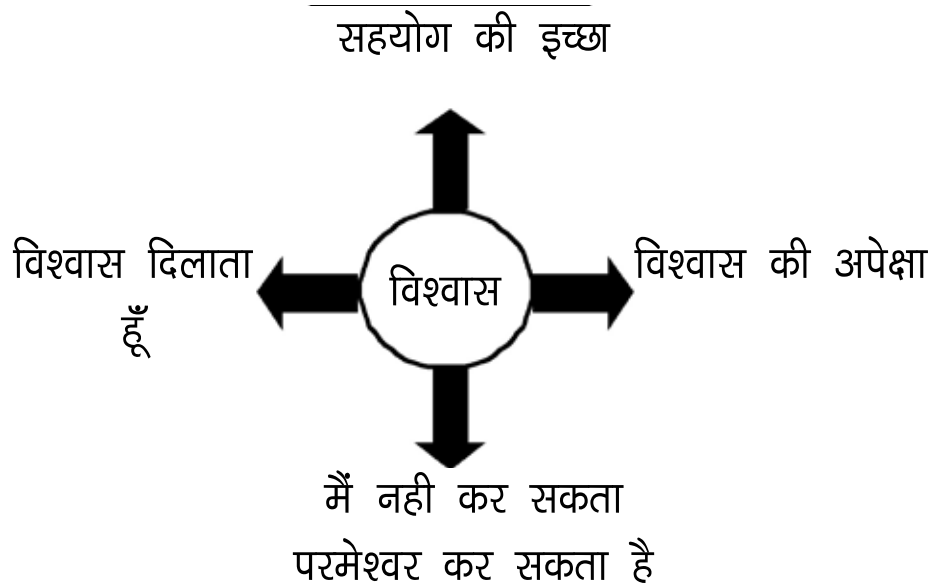 सहयोग की इच्छा
विश्वास दिलाता
हूँ
विश्वास
विश्वास की अपेक्षा
मैं नही कर सकता
परमेश्वर कर सकता है